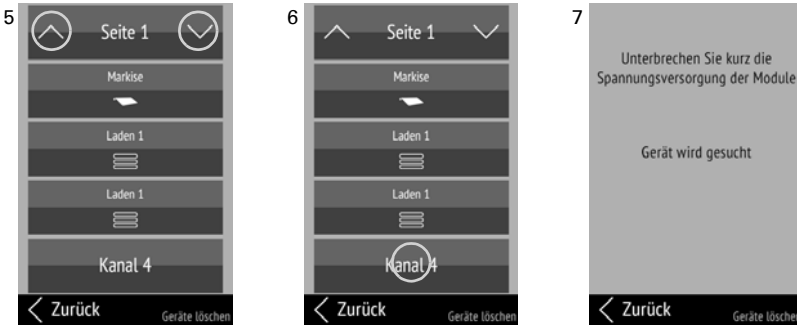 5
Seite 1
Markise
Laden 1
Laden 1
Kanal 4
Zurück
Geräte löschen
6
Seite 1
Markise
Laden 1
Laden 1
Kanal 4
Zurück
Geräte löschen
7
Unterbrechen Sie kurz die
Spannungsversorgung der Module
Gerät wird gesucht
Zurück
Geräte löschen